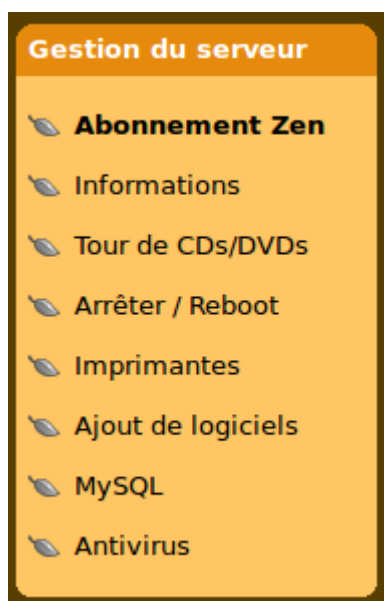 Gestion du serveur
Abonnement Zen
Informations
Tour de CDs/DVDs
Arrêter / Reboot
Imprimantes
Ajout de logiciels
MySQL
Antivirus